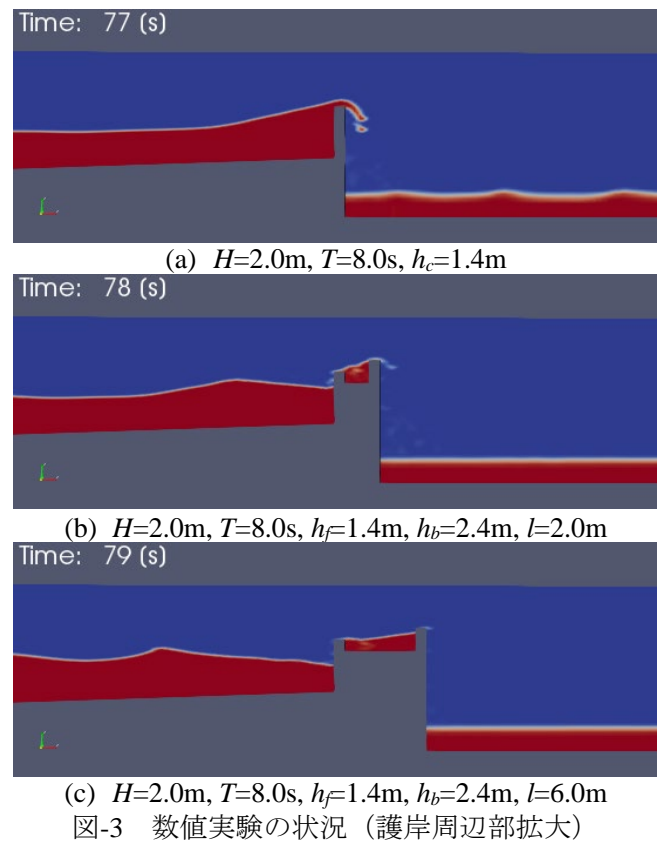 Time: 77 (s)
(a) H=2.0m, T=8.0s, hc=1.4m
Time: 78 (s)
(b) H=2.0m, T=8.0s, hf=1.4m, hb=2.4m, l=2.0m
Time: 79 (s)
(c) H=2.0m, T=8.0s, hf=1.4m, hb=2.4m, l=6.0m
図-3 数値実験の状況（護岸周辺部拡大）